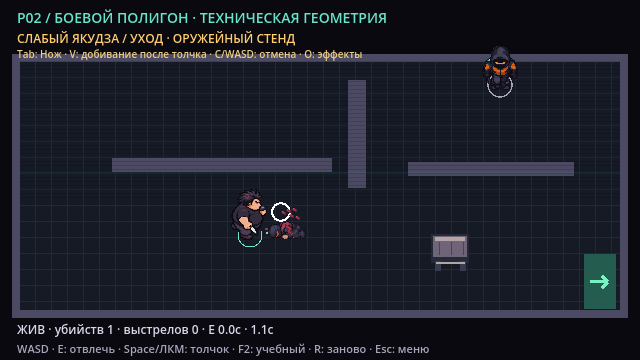 P02 / БОЕВОЙ ПОЛИГОН · ТЕХНИЧЕСКАЯ ГЕОМЕТРИЯ
СЛАБЫЙ ЯКУДЗА / УХОД · ОРУЖЕЙНЫЙ СТЕНД
Tab: Нож · V: добивание после толчка · C/WASD: отмена · O: эффекты
ЖИВ · убийств 1 · выстрелов 0 · E 0.0с · 1.1с
WASD · E: отвлечь · Space/ЛКМ: толчок · F2: учебный · R: заново · Esc: меню